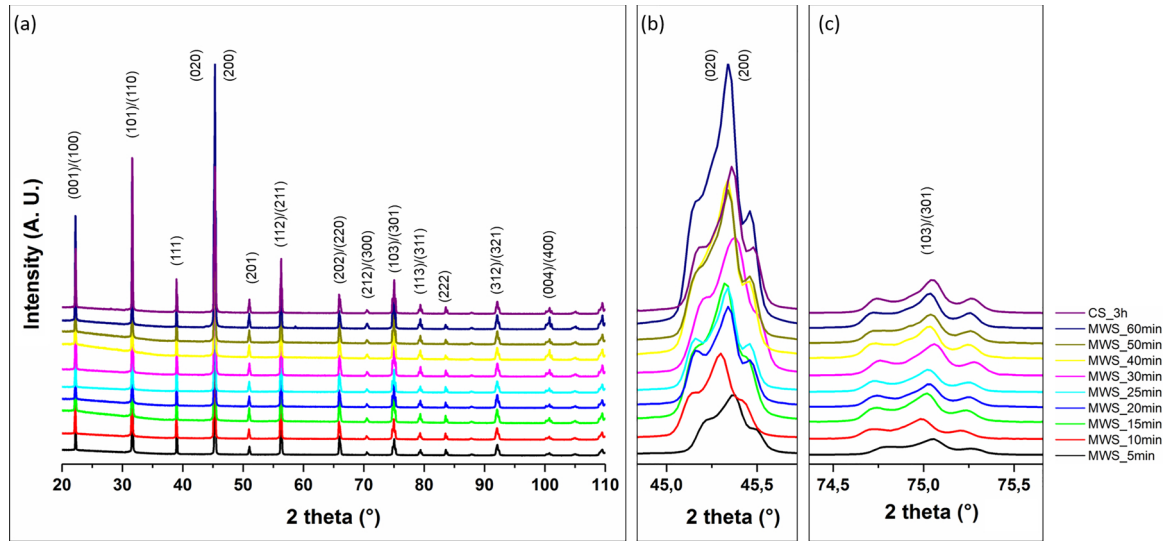 (a)
(001)/(100)
(101)/(110)
(111)
(020)
(200)
(201)
(112)/(211)
(202)/(220)
(212)/(300)
(103)/(301)
(113)/(311)
(222)
(312)/(321)
(004)/(400)
Intensity (A. U.)
20 30 40 50 60 70 80 90 100 110
2 theta (°)
(b)
(020)
(200)
45,0 45,5
2 theta (°)
(c)
(103)/(301)
74,5 75,0 75,5
2 theta (°)
CS_3h
MWS_60min
MWS_50min
MWS_40min
MWS_30min
MWS_25min
MWS_20min
MWS_15min
MWS_10min
MWS_5min